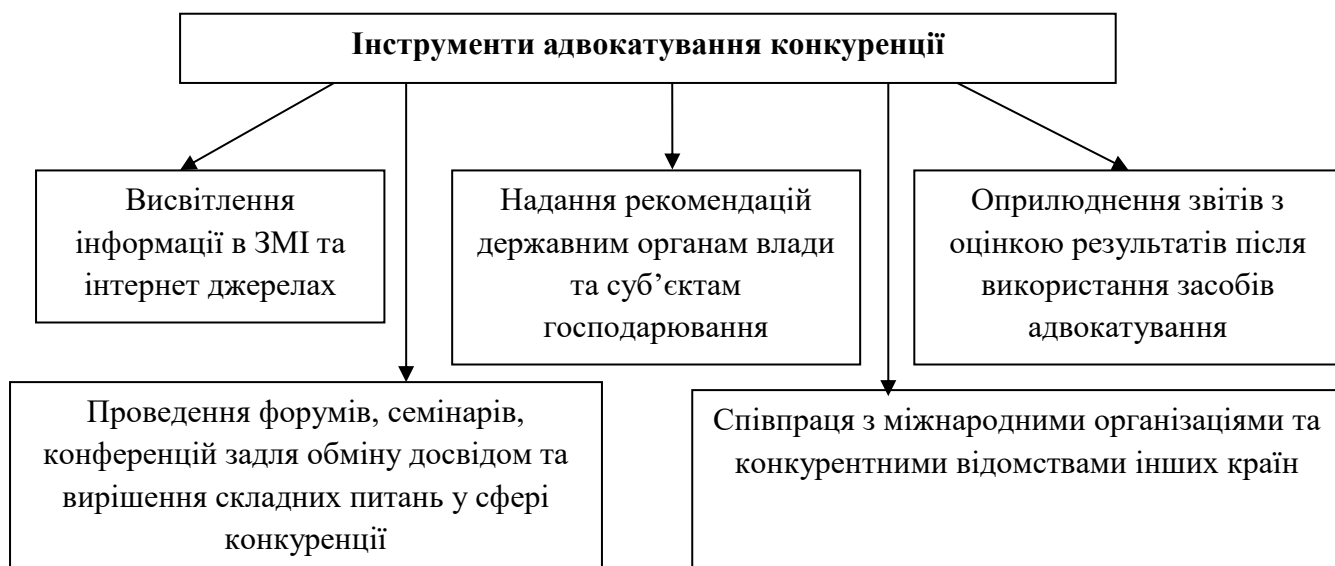 Інструменти адвокатування конкуренції
Висвітлення
інформації в ЗМІ та
інтернет джерелах
Надання рекомендацій
державним органам влади
та суб’єктам
господарювання
Оприлюднення звітів з
оцінкою результатів після
використання засобів
адвокатування
Проведення форумів, семінарів,
конференцій задля обміну досвідом та
вирішення складних питань у сфері
конкуренції
Співпраця з міжнародними організаціями та
конкурентними відомствами інших країн